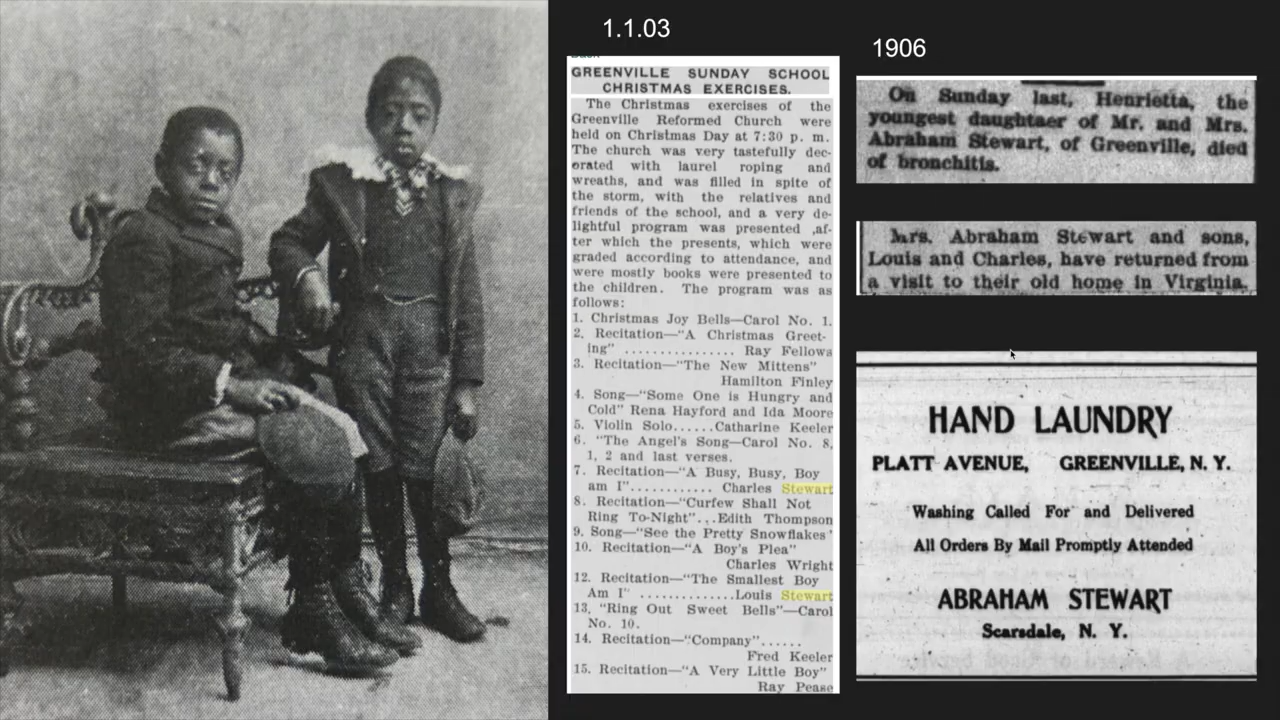 1.1.03
GREENVILLE SUNDAY SCHOOL
CHRISTMAS EXERCISES.
The Christmas exercises of the
Greenville Reformed Church were
held on Christmas Day at 7:30 p. m.
The church was very tastefully dec-
orated with laurel roping and
wreaths, and was filled in spite of
the storm, with the relatives and
friends of the school, and a very de-
lightful program was presented ,af-
ter which the presents, which were
graded according to attendance, and
were mostly books were presented to
the children. The program was as
follows:
1. Christmas Joy Bells—Carol No. 1.
2. Recitation—"A Christmas Greet-
ing" ................ Ray Fellows
3. Recitation—"The New Mittens"
Hamilton Finley
4. Song—"Some One is Hungry and
Cold" Rena Hayford and Ida Moore
5. Violin Solo......Catharine Keeler
6. "The Angel's Song—Carol No. 8,
1, 2 and last verses.
7. Recitation—"A Busy, Busy, Boy
am I"............ Charles Stewart
8. Recitation—"Curfew Shall Not
Ring To-Night"...Edith Thompson
9. Song—"See the Pretty Snowflakes'
10. Recitation—"A Boy's Plea"
Charles Wright
12. Recitation—"The Smallest Boy
Am I" .............Louis Stewart
13, "Ring Out Sweet Bells"—Carol
No. 10.
14. Recitation—"Company"......
Fred Keeler
15. Recitation—"A Very Little Boy"
Ray Pease
1906
On Sunday last, Henrietta, the
youngest daughtaer of Mr. and Mrs.
Abraham Stewart, of Greenville, died
of bronchitis.
Mrs. Abraham Stewart and sons,
Louis and Charles, have returned from
a visit to their old home in Virginia.
HAND LAUNDRY
PLATT AVENUE, GREENVILLE, N. Y.
Washing Called For and Delivered
All Orders By Mail Promptly Attended
ABRAHAM STEWART
Scarsdale, N. Y.